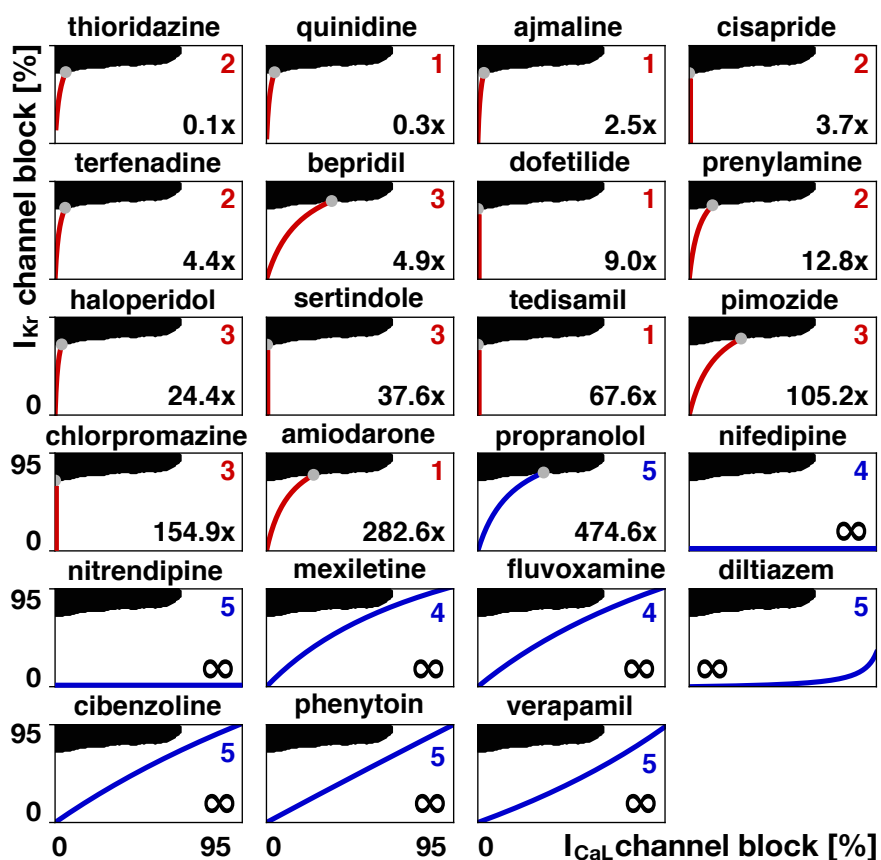 thioridazine quinidine ajmaline cisapride
2 1 1 2
0.1x 0.3x 2.5x 3.7x
terfenadine bepridil dofetilide prenylamine
2 3 1 2
4.4x 4.9x 9.0x 12.8x
IKr channel block [%]
haloperidol sertindole tedisamil pimozide
3 3 1 3
0 24.4x 37.6x 67.6x 105.2x
chlorpromazine amiodarone propranolol nifedipine
95 3 1 5 4
0 154.9x 282.6x 474.6x ∞
nitrendipine mexiletine fluvoxamine diltiazem
95 5 4 4 5
0 ∞ ∞ ∞ ∞
cibenzoline phenytoin verapamil
95 5 5 5
0 ∞ ∞ ∞
0 95 0 ICaL channel block [%]